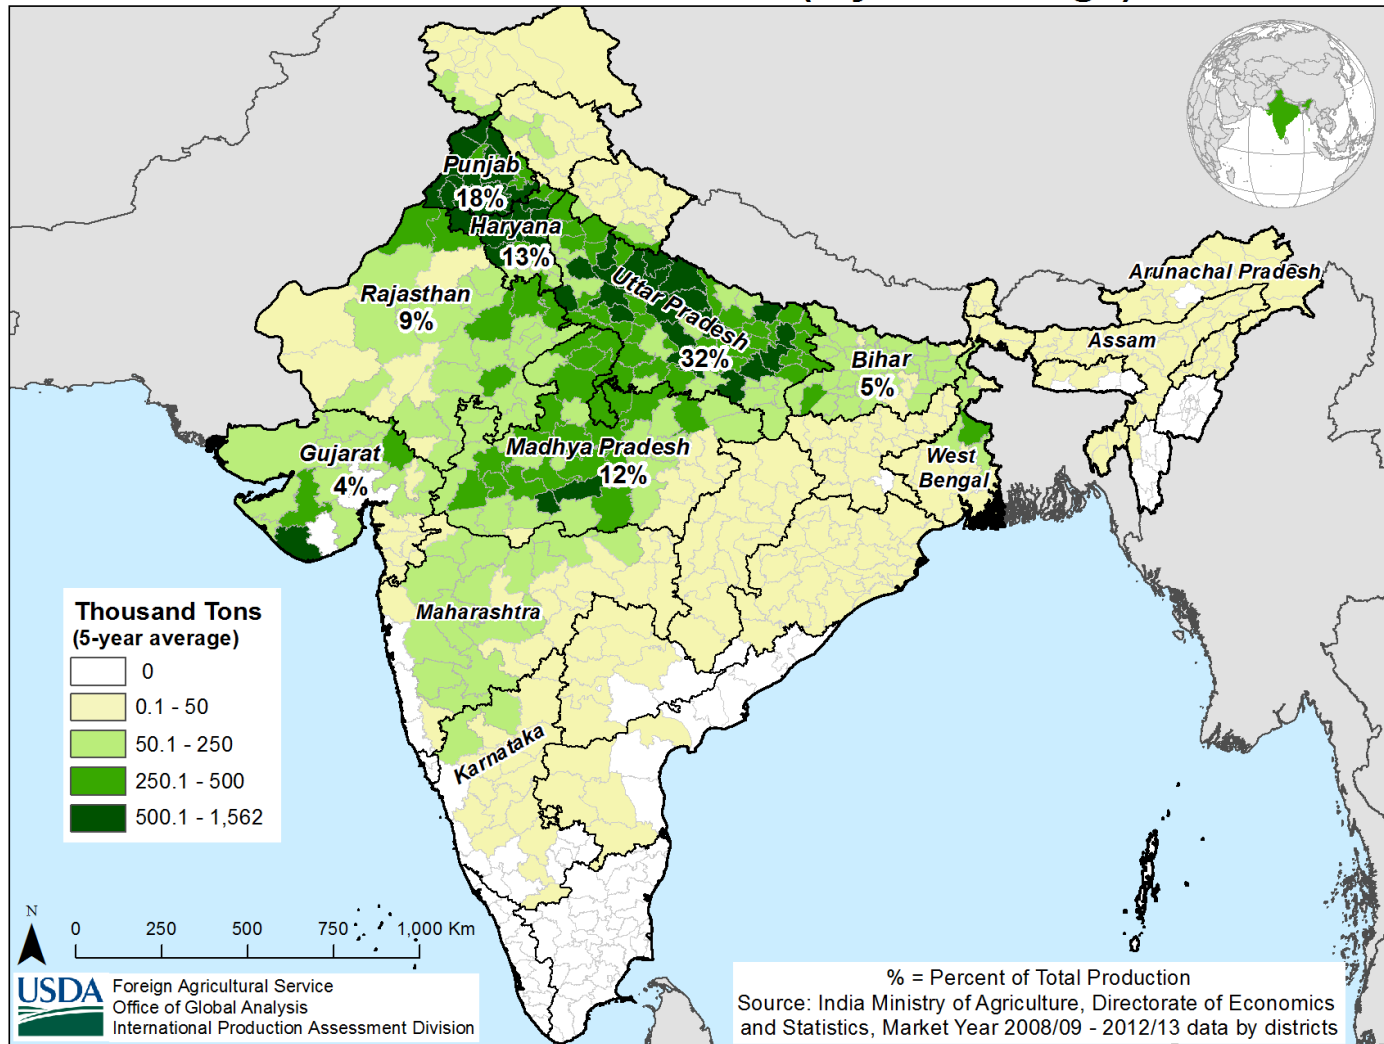 Punjab
18%
Haryana
13%
Rajasthan
9%
Uttar Pradesh
32%
Bihar
5%
Arunachal Pradesh
Assam
Gujarat
4%
Madhya Pradesh
12%
West
Bengal
Maharashtra
Karnataka
Thousand Tons
(5-year average)
0
0.1 - 50
50.1 - 250
250.1 - 500
500.1 - 1,562
N
0 250 500 750 1,000 Km
USDA
Foreign Agricultural Service
Office of Global Analysis
International Production Assessment Division
% = Percent of Total Production
Source: India Ministry of Agriculture, Directorate of Economics
and Statistics, Market Year 2008/09 - 2012/13 data by districts